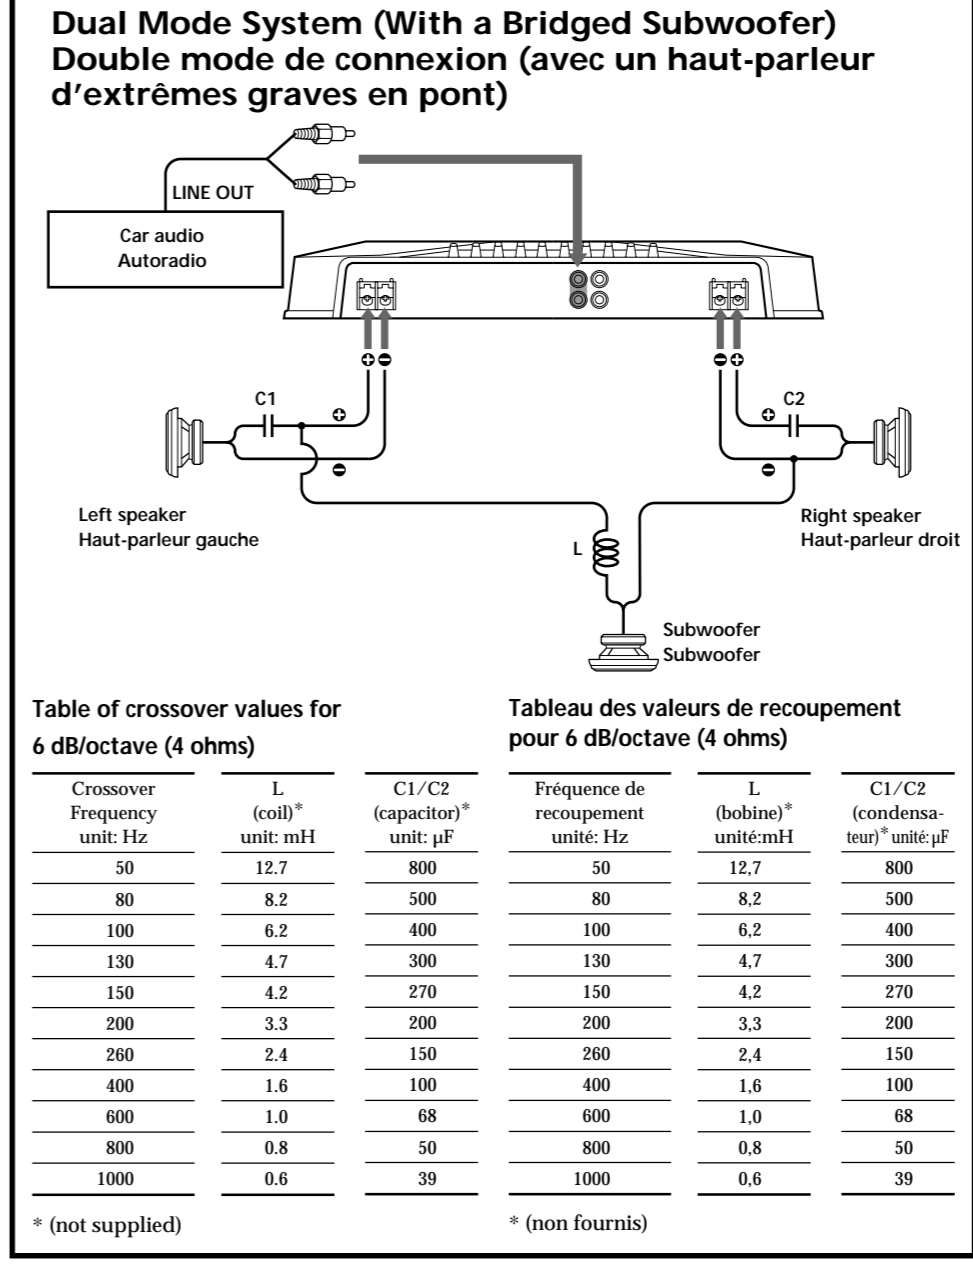 Dual Mode System (With a Bridged Subwoofer)
Double mode de connexion (avec un haut-parleur
d'extrêmes graves en pont)
LINE OUT
Car audio
Autoradio
C1
C2
Left speaker
Haut-parleur gauche
Right speaker
Haut-parleur droit
L
Subwoofer
Subwoofer
Table of crossover values for
6 dB/octave (4 ohms)
Crossover Frequency unit: Hz	L (coil)* unit: mH	C1/C2 (capacitor)* unit: µF
50	12.7	800
80	8.2	500
100	6.2	400
130	4.7	300
150	4.2	270
200	3.3	200
260	2.4	150
400	1.6	100
600	1.0	68
800	0.8	50
1000	0.6	39
* (not supplied)
Tableau des valeurs de recoupement
pour 6 dB/octave (4 ohms)
Fréquence de recoupement unité: Hz	L (bobine)* unité:mH	C1/C2 (condensa-teur)* unité: µF
50	12,7	800
80	8,2	500
100	6,2	400
130	4,7	300
150	4,2	270
200	3,3	200
260	2,4	150
400	1,6	100
600	1,0	68
800	0,8	50
1000	0,6	39
* (non fournis)